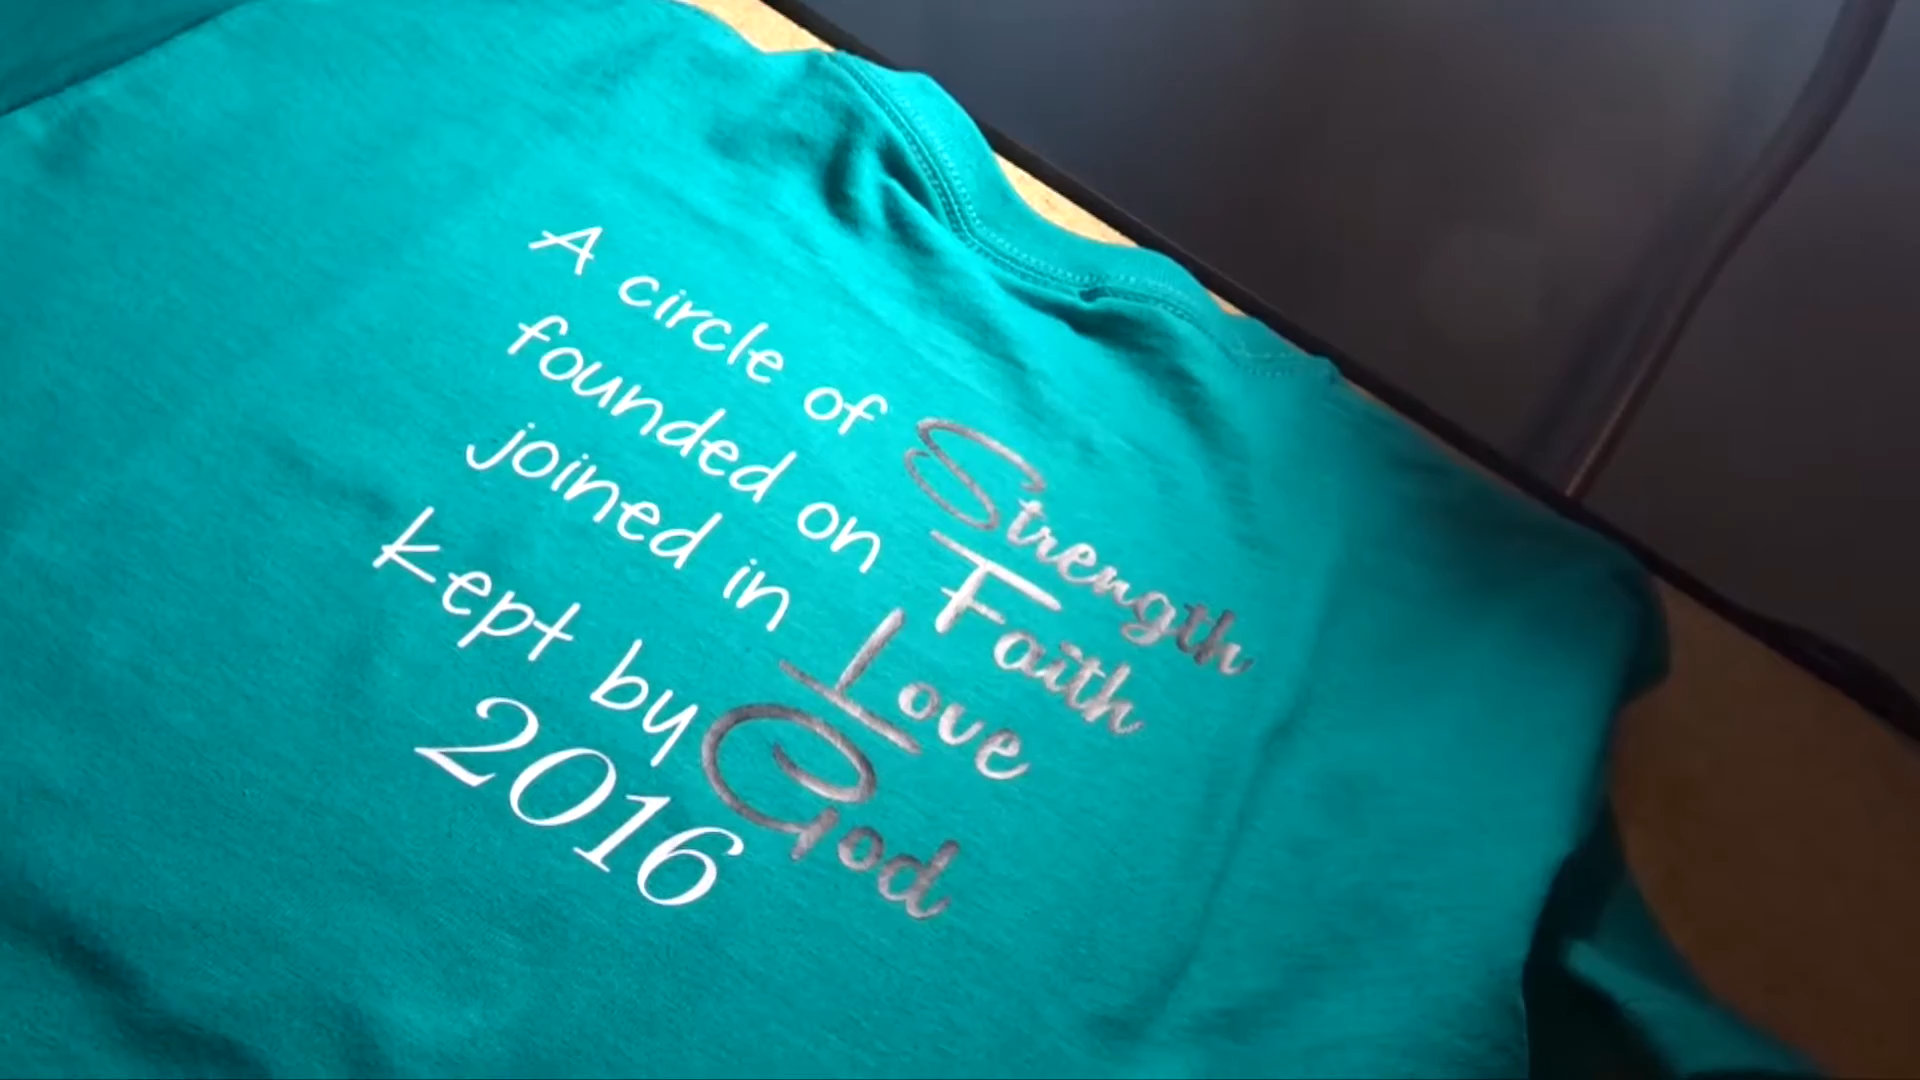 A circle of Strength
founded on Faith
joined in Love
kept by God
2016